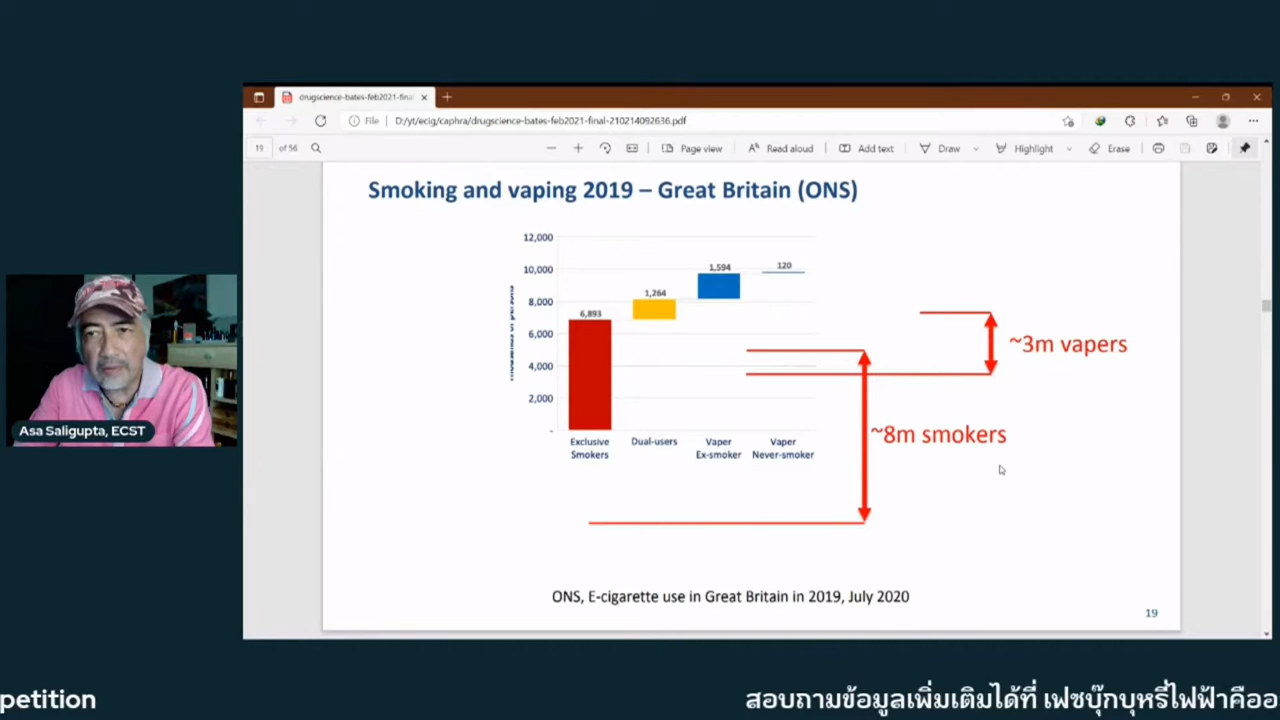 drugscience-bates-feb2021-final-
File
D:/yt/ecig/caphra/drugscience-bates-feb2021-final-210214092636.pdf
19 of 56
Page view
Read aloud
Add text
Draw
Highlight
Erase
Smoking and vaping 2019 – Great Britain (ONS)
12,000
10,000
8,000
6,000
4,000
2,000
-
6,893
1,264
1,594
120
Exclusive
Smokers
Dual-users
Vaper
Ex-smoker
Vaper
Never-smoker
~3m vapers
~8m smokers
ONS, E-cigarette use in Great Britain in 2019, July 2020
19
Asa Saligupta, ECST
petition
สอบถามข้อมูลเพิ่มเติมได้ที่ เฟซบุ๊กบุหรี่ไฟฟ้าคืออ